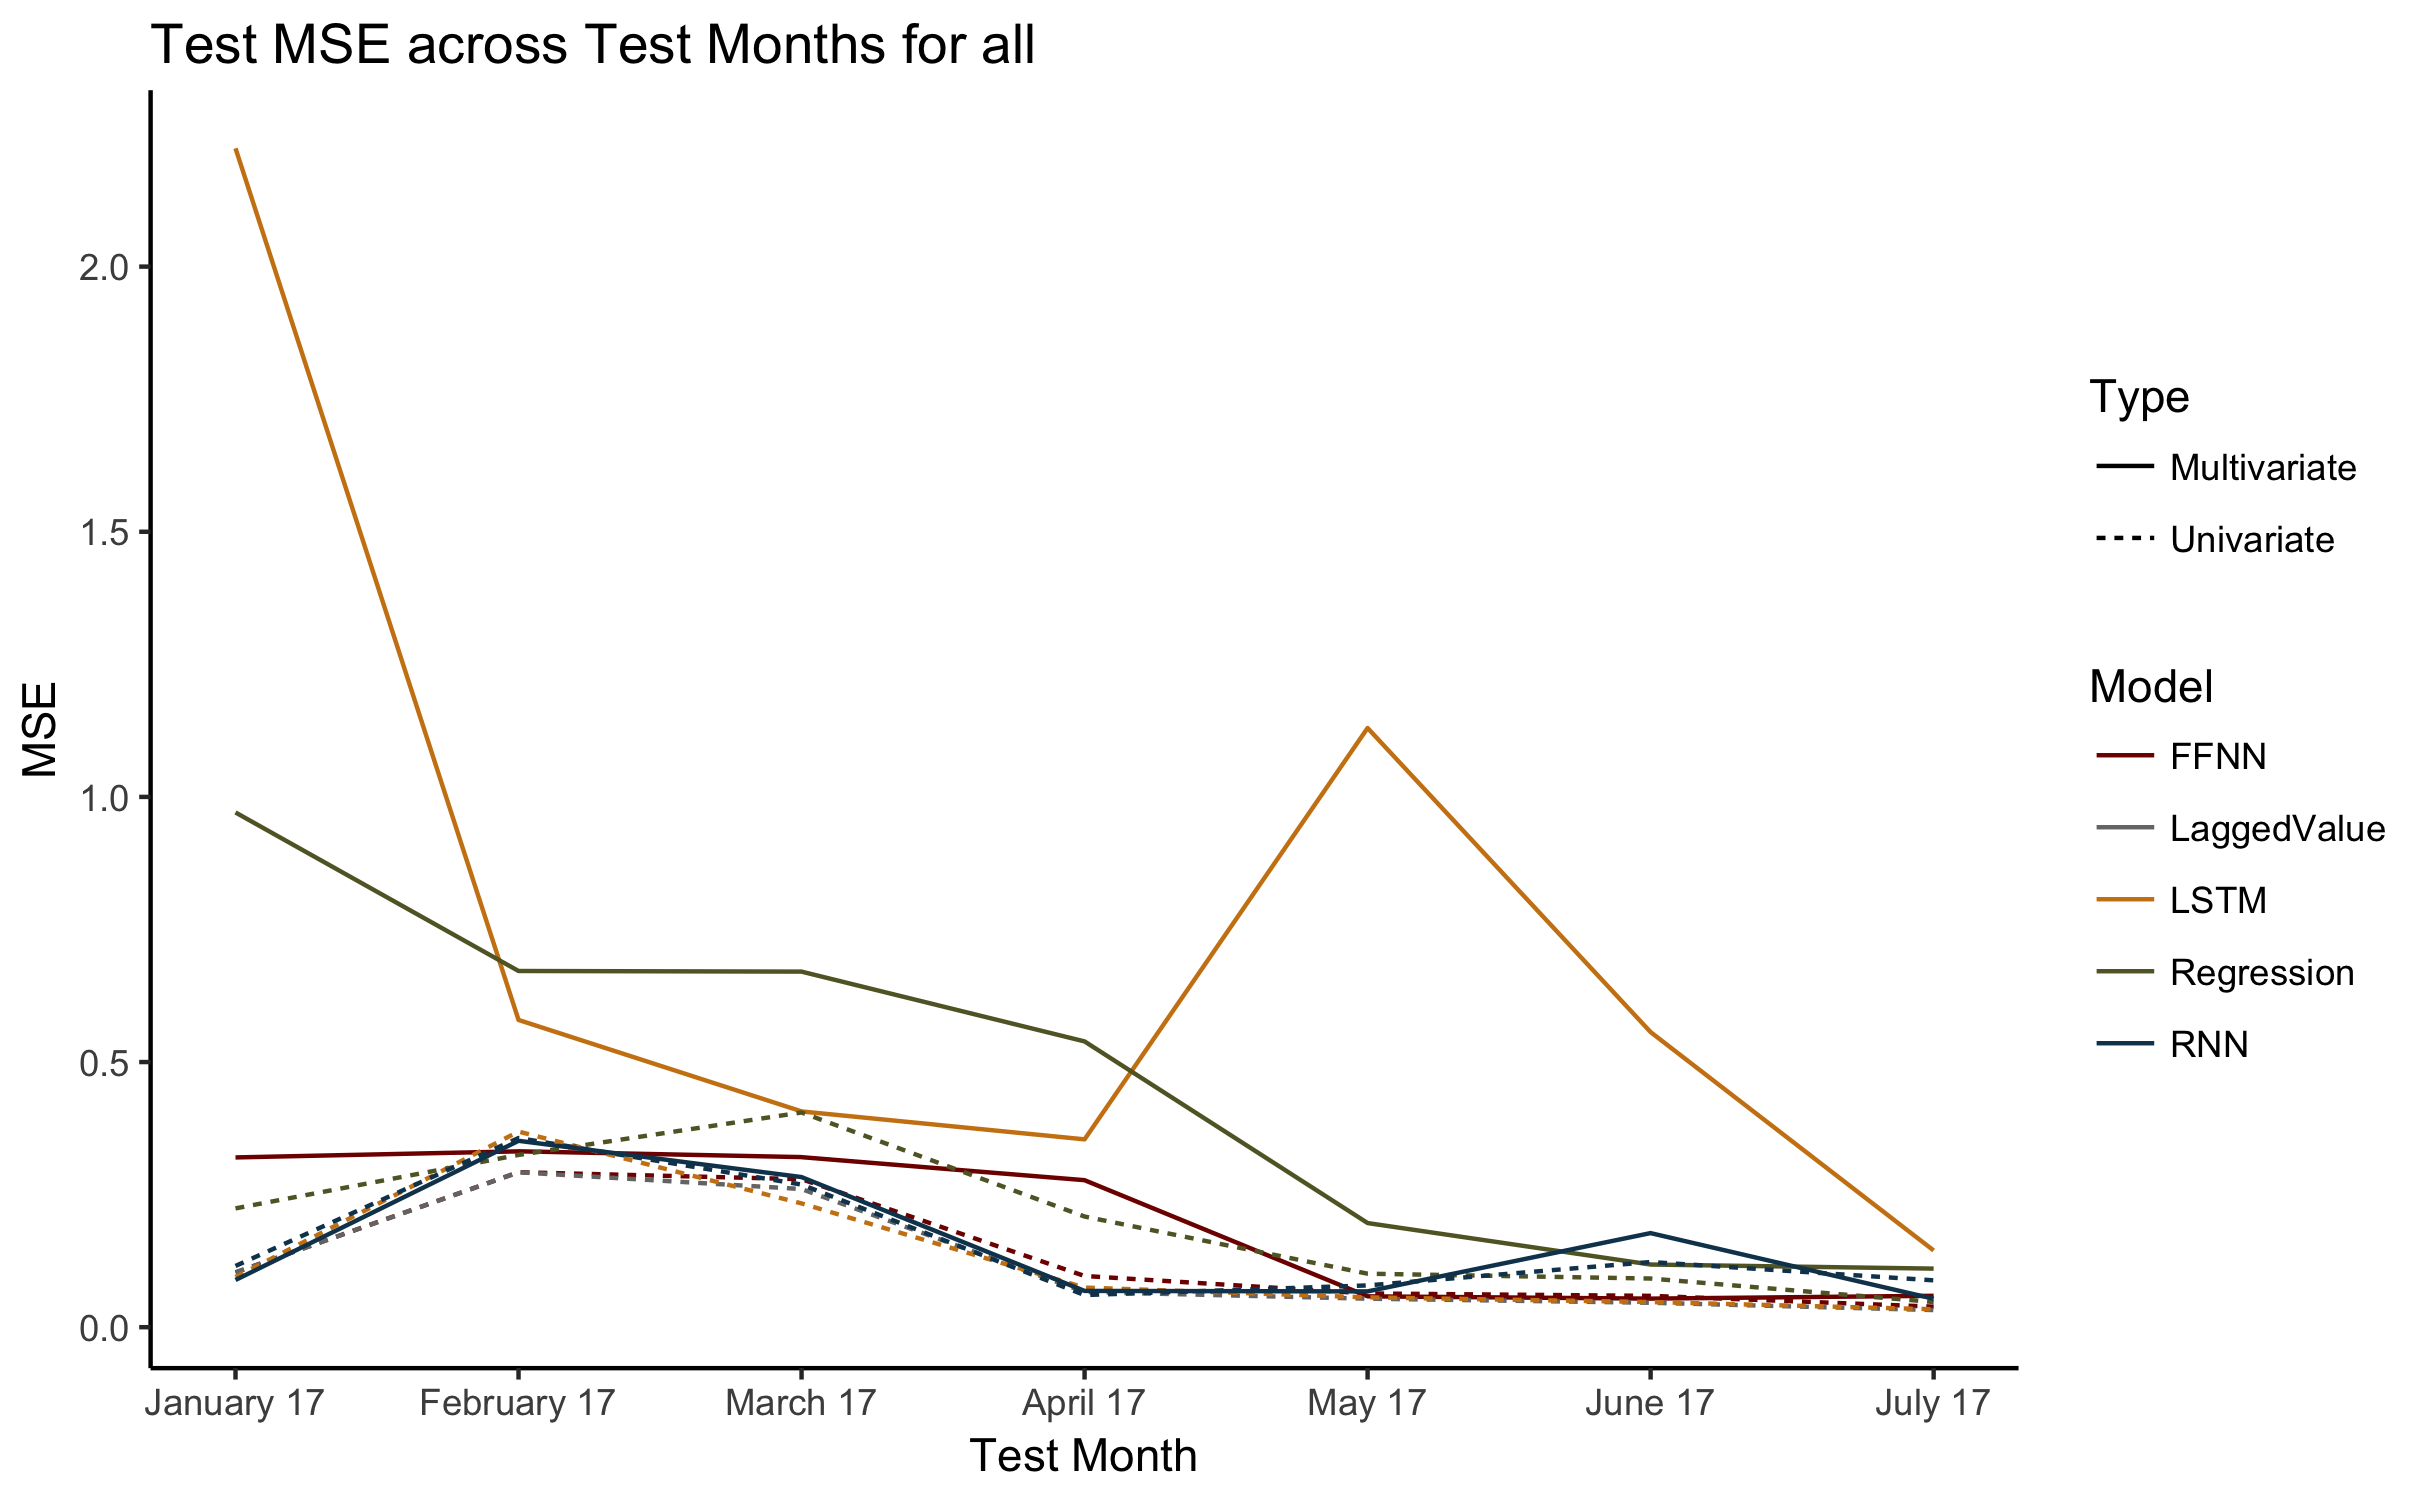 Test MSE across Test Months for all
MSE
2.0
1.5
1.0
0.5
0.0
January 17
February 17
March 17
April 17
May 17
June 17
July 17
Test Month
Type
Multivariate
Univariate
Model
FFNN
LaggedValue
LSTM
Regression
RNN